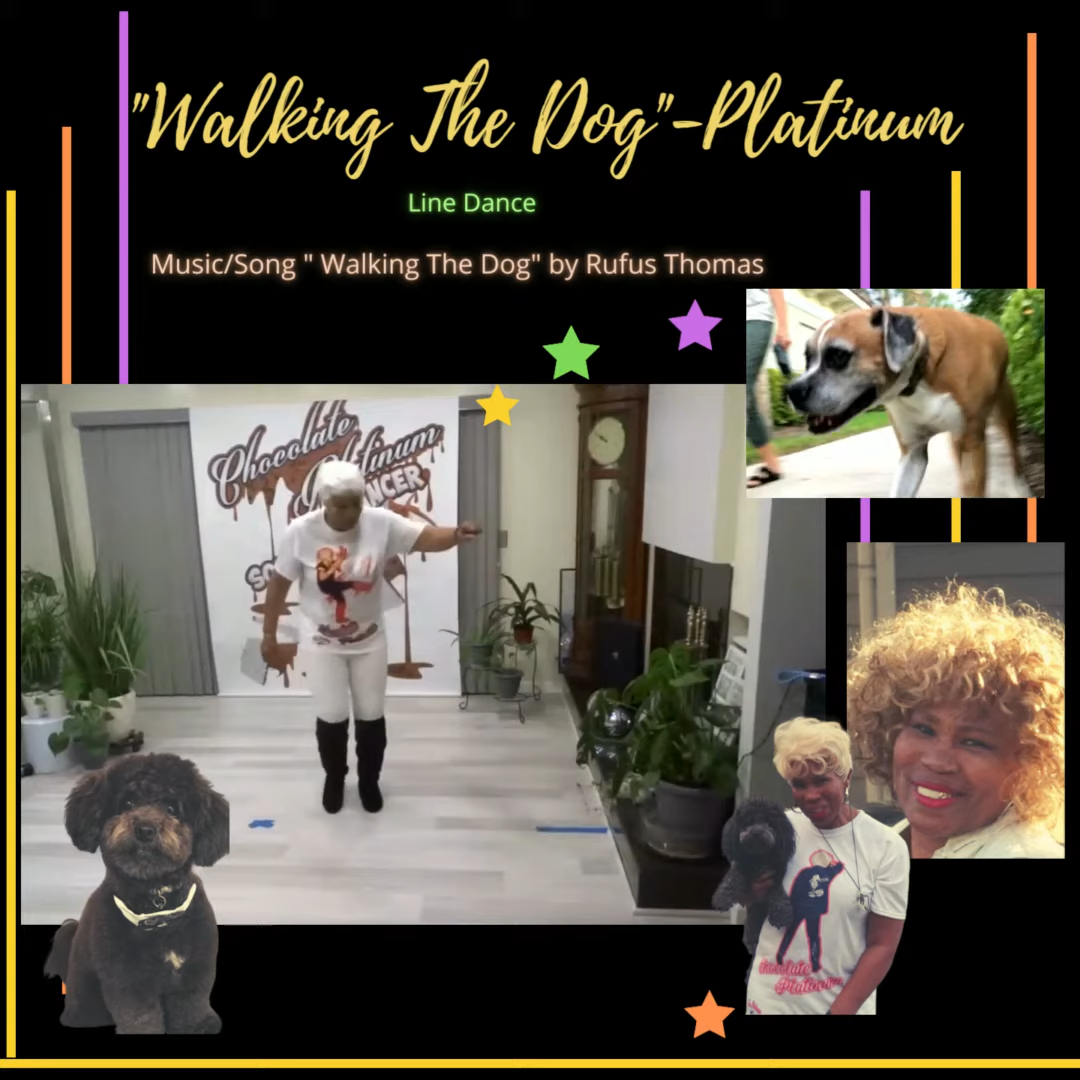 "Walking The Dog"-Platinum
Line Dance
Music/Song " Walking The Dog" by Rufus Thomas
Chocolate
Platinum